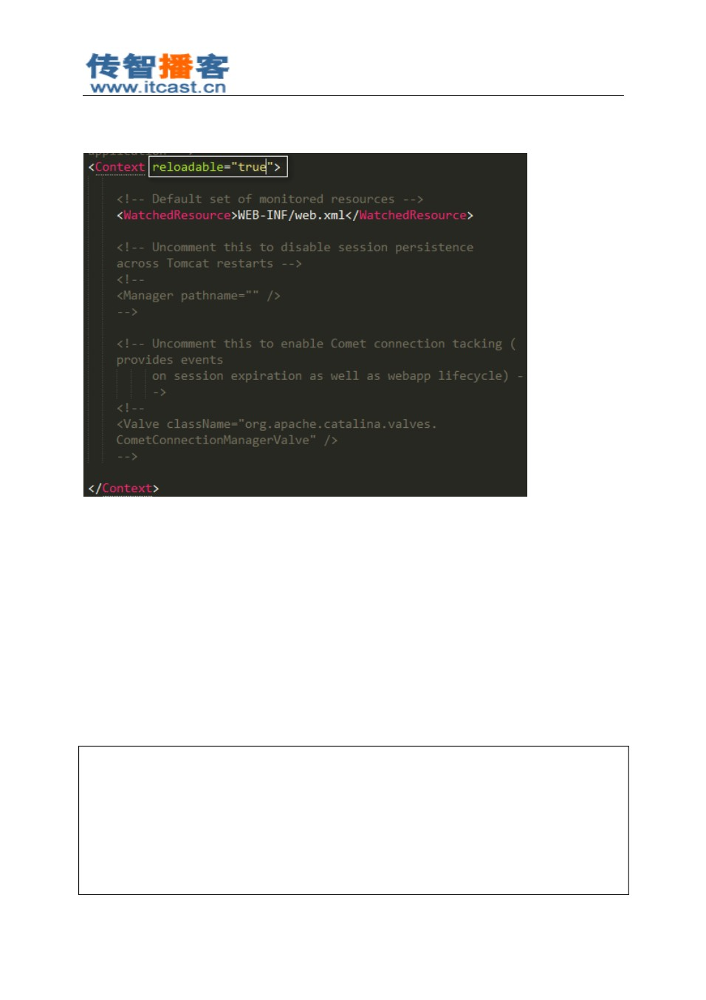 传智播客
www.itcast.cn
application -->
<Context reloadable="true">
<!-- Default set of monitored resources -->
<WatchedResource>WEB-INF/web.xml</WatchedResource>
<!-- Uncomment this to disable session persistence
across Tomcat restarts -->
<!--
<Manager pathname="" />
-->
<!-- Uncomment this to enable Comet connection tacking (
provides events
on session expiration as well as webapp lifecycle) -
->
<!--
<Valve className="org.apache.catalina.valves.
CometConnectionManagerValve" />
-->
</Context>